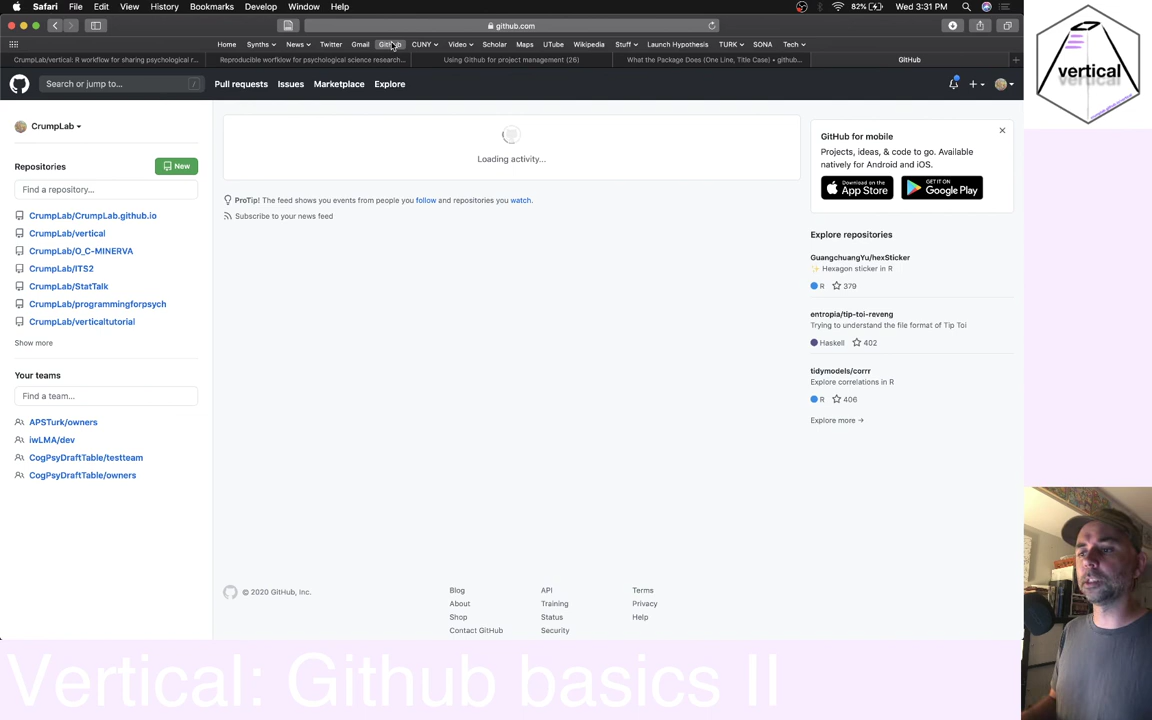 Safari File Edit View History Bookmarks Develop Window Help 82% Wed 3:31 PM
github.com
Home Synths News Twitter Gmail Github CUNY Video Scholar Maps UTube Wikipedia Stuff Launch Hypothesis TURK SONA Tech
CrumpLab/vertical: R workflow for sharing psychological r... Reproducible worfklow for psychological science research... Using Github for project management (26) What the Package Does (One Line, Title Case) • github... GitHub
Search or jump to... / Pull requests Issues Marketplace Explore
CrumpLab
Repositories New
Find a repository...
CrumpLab/CrumpLab.github.io
CrumpLab/vertical
CrumpLab/O_C-MINERVA
CrumpLab/ITS2
CrumpLab/StatTalk
CrumpLab/programmingforpsych
CrumpLab/verticaltutorial
Show more
Your teams
Find a team...
APSTurk/owners
iwLMA/dev
CogPsyDraftTable/testteam
CogPsyDraftTable/owners
Loading activity...
ProTip! The feed shows you events from people you follow and repositories you watch.
Subscribe to your news feed
GitHub for mobile
Projects, ideas, & code to go. Available
natively for Android and iOS.
Download on the App Store GET IT ON Google Play
Explore repositories
GuangchuangYu/hexSticker
Hexagon sticker in R
R 379
entropia/tip-toi-reveng
Trying to understand the file format of Tip Toi
Haskell 402
tidymodels/corrr
Explore correlations in R
R 406
Explore more →
© 2020 GitHub, Inc.
Blog
About
Shop
Contact GitHub
API
Training
Status
Security
Terms
Privacy
Help
vertical
Vertical: Github basics II